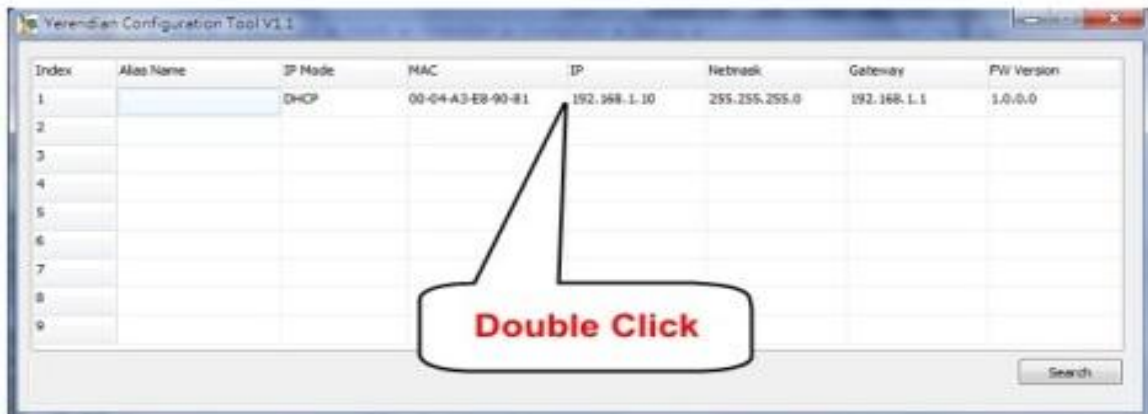 Yerendian Configuration Tool V1.1
Index Alias Name IP Mode MAC IP Netmask Gateway FW Version
1 DHCP 00-04-A3-E8-90-81 192.168.1.10 255.255.255.0 192.168.1.1 1.0.0.0
2
3
4
5
6
7
8
9
Double Click
Search